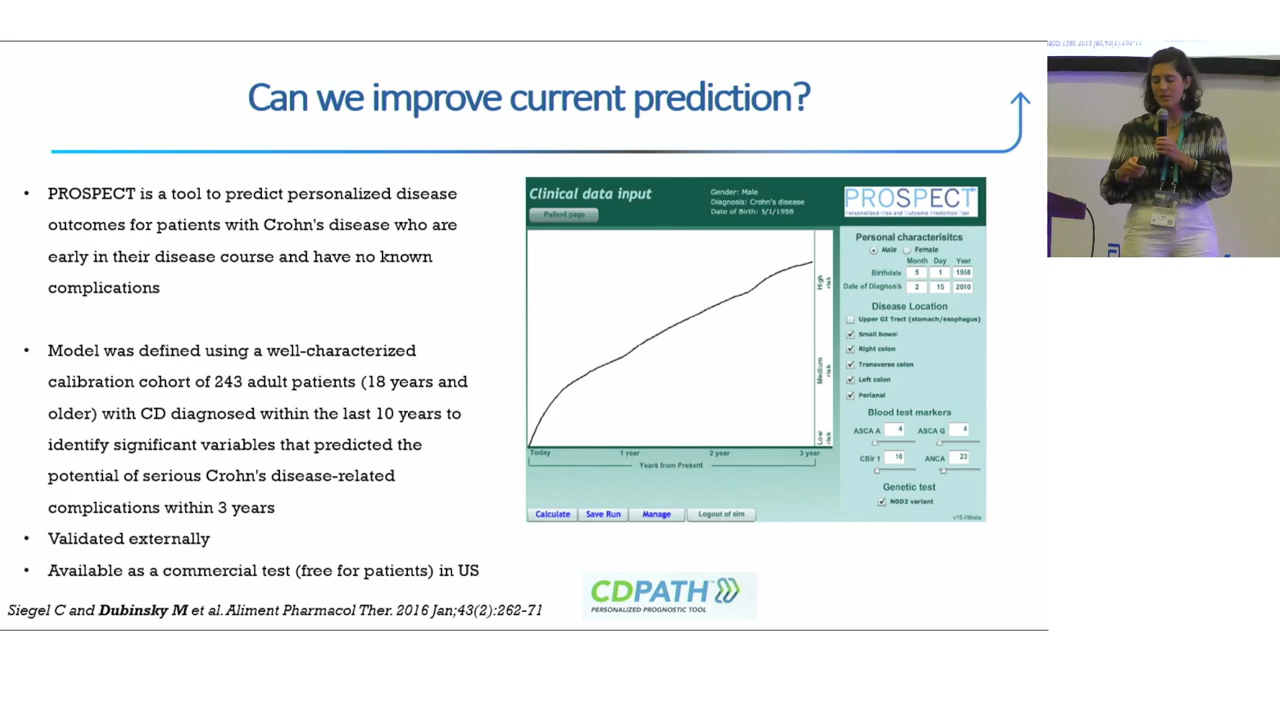 Can we improve current prediction?
• PROSPECT is a tool to predict personalized disease
outcomes for patients with Crohn's disease who are
early in their disease course and have no known
complications
• Model was defined using a well-characterized
calibration cohort of 243 adult patients (18 years and
older) with CD diagnosed within the last 10 years to
identify significant variables that predicted the
potential of serious Crohn's disease-related
complications within 3 years
• Validated externally
• Available as a commercial test (free for patients) in US
Siegel C and Dubinsky M et al. Aliment Pharmacol Ther. 2016 Jan;43(2):262-71
Clinical data input
Patient page
Gender: Male
Diagnosis: Crohn's disease
Date of Birth: 5/1/1958
PROSPECT
Personalized Risk and Outcome Prediction Tool
High risk
Medium risk
Low risk
Today 1 year 2 year 3 year
Years from Present
Calculate Save Run Manage Logout of sim
Personal characterisitcs
Male Female
Month Day Year
Birthdate 5 1 1958
Date of Diagnosis 2 15 2010
Disease Location
Upper GI Tract (stomach/esophagus)
Small bowel
Right colon
Transverse colon
Left colon
Perianal
Blood test markers
ASCA A 4 ASCA G 4
CBir 1 16 ANCA 23
Genetic test
NOD2 variant
CDPATH™
PERSONALIZED PROGNOSTIC TOOL